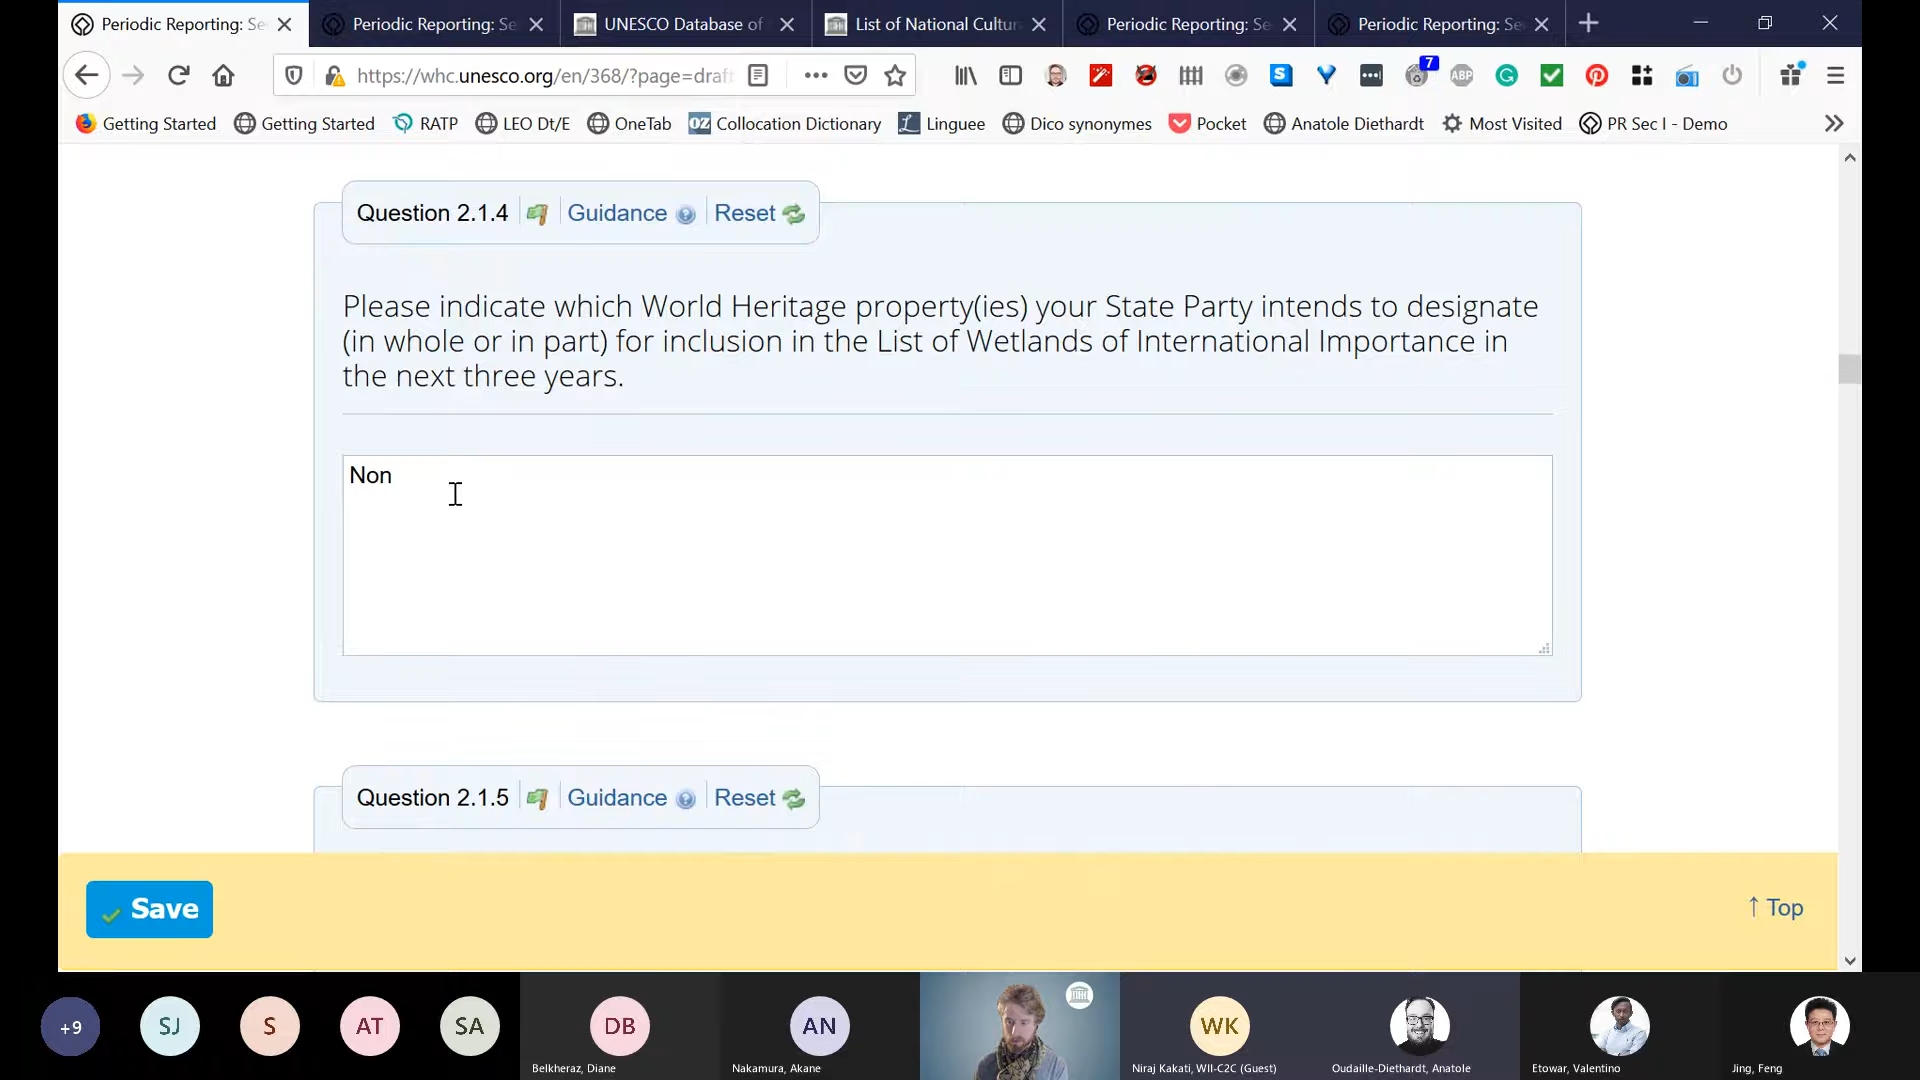 Periodic Reporting: Se
Periodic Reporting: Se
UNESCO Database of
List of National Cultur
Periodic Reporting: Se
Periodic Reporting: Se
https://whc.unesco.org/en/368/?page=draft
S
7
ABP
G
Getting Started
Getting Started
RATP
LEO Dt/E
OneTab
OZ Collocation Dictionary
L Linguee
Dico synonymes
Pocket
Anatole Diethardt
Most Visited
PR Sec I - Demo
Question 2.1.4 Guidance ? Reset
Please indicate which World Heritage property(ies) your State Party intends to designate
(in whole or in part) for inclusion in the List of Wetlands of International Importance in
the next three years.
Non
Question 2.1.5 Guidance ? Reset
Save
↑ Top
+9
SJ
S
AT
SA
DB
Belkheraz, Diane
AN
Nakamura, Akane
WK
Niraj Kakati, WII-C2C (Guest)
Oudaille-Diethardt, Anatole
Etowar, Valentino
Jing, Feng